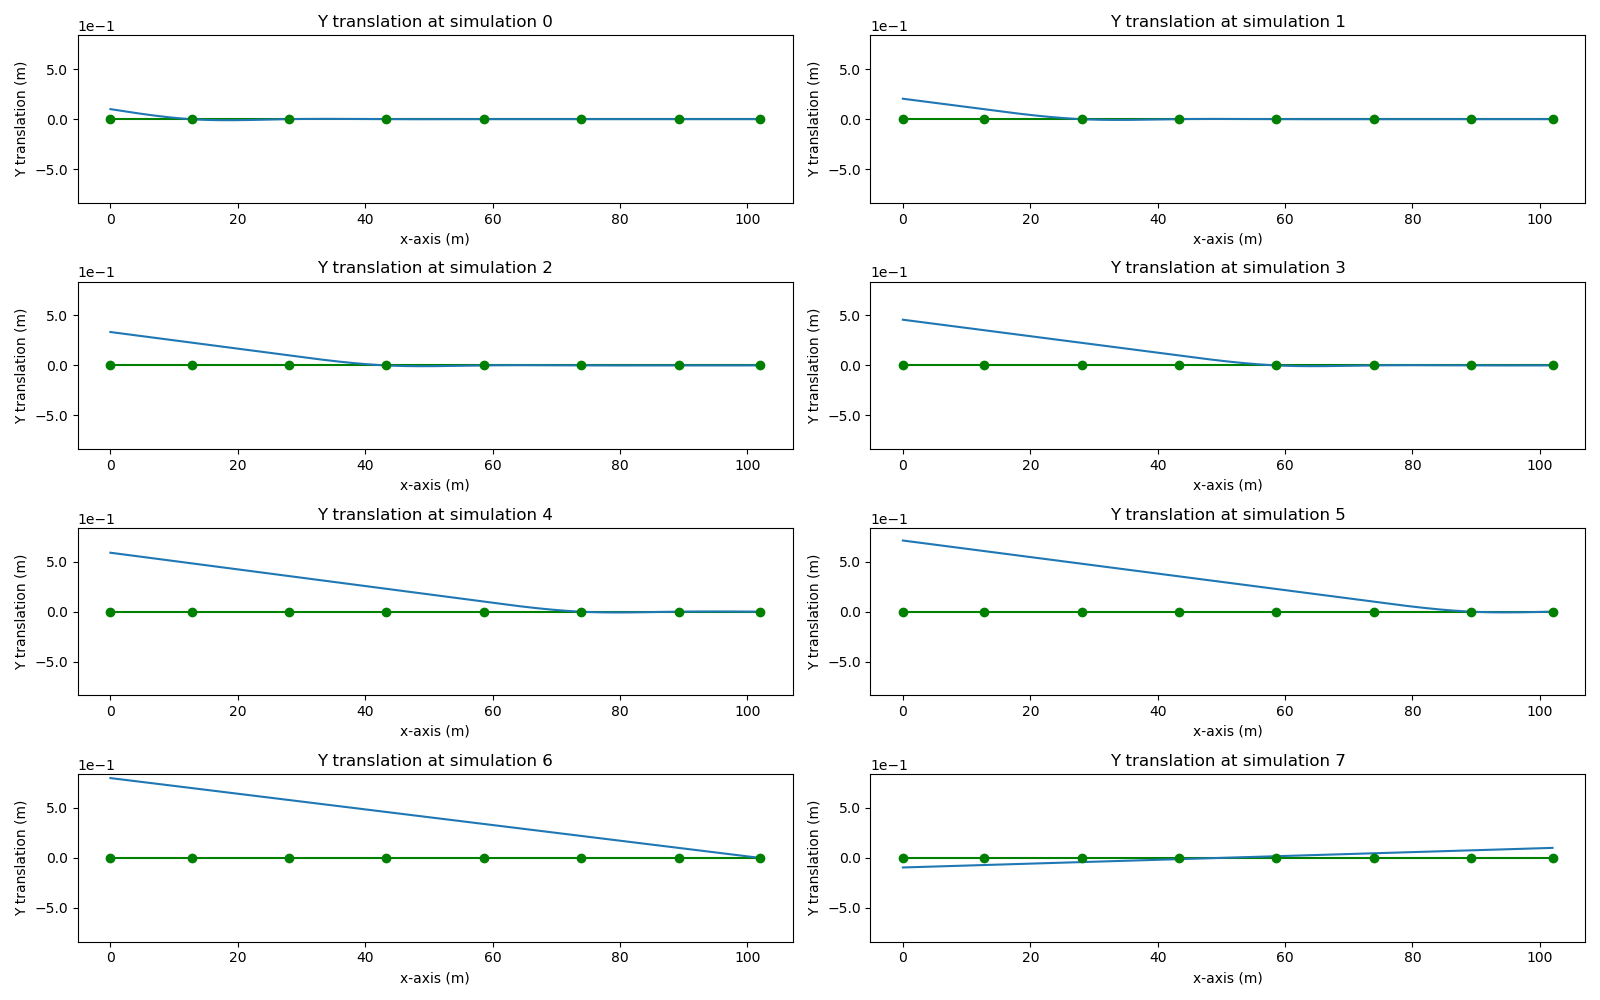 Y translation at simulation 0
1e−1
Y translation (m)
5.0
0.0
−5.0
0 20 40 60 80 100
x-axis (m)
Y translation at simulation 1
1e−1
Y translation (m)
5.0
0.0
−5.0
0 20 40 60 80 100
x-axis (m)
Y translation at simulation 2
1e−1
Y translation (m)
5.0
0.0
−5.0
0 20 40 60 80 100
x-axis (m)
Y translation at simulation 3
1e−1
Y translation (m)
5.0
0.0
−5.0
0 20 40 60 80 100
x-axis (m)
Y translation at simulation 4
1e−1
Y translation (m)
5.0
0.0
−5.0
0 20 40 60 80 100
x-axis (m)
Y translation at simulation 5
1e−1
Y translation (m)
5.0
0.0
−5.0
0 20 40 60 80 100
x-axis (m)
Y translation at simulation 6
1e−1
Y translation (m)
5.0
0.0
−5.0
0 20 40 60 80 100
x-axis (m)
Y translation at simulation 7
1e−1
Y translation (m)
5.0
0.0
−5.0
0 20 40 60 80 100
x-axis (m)